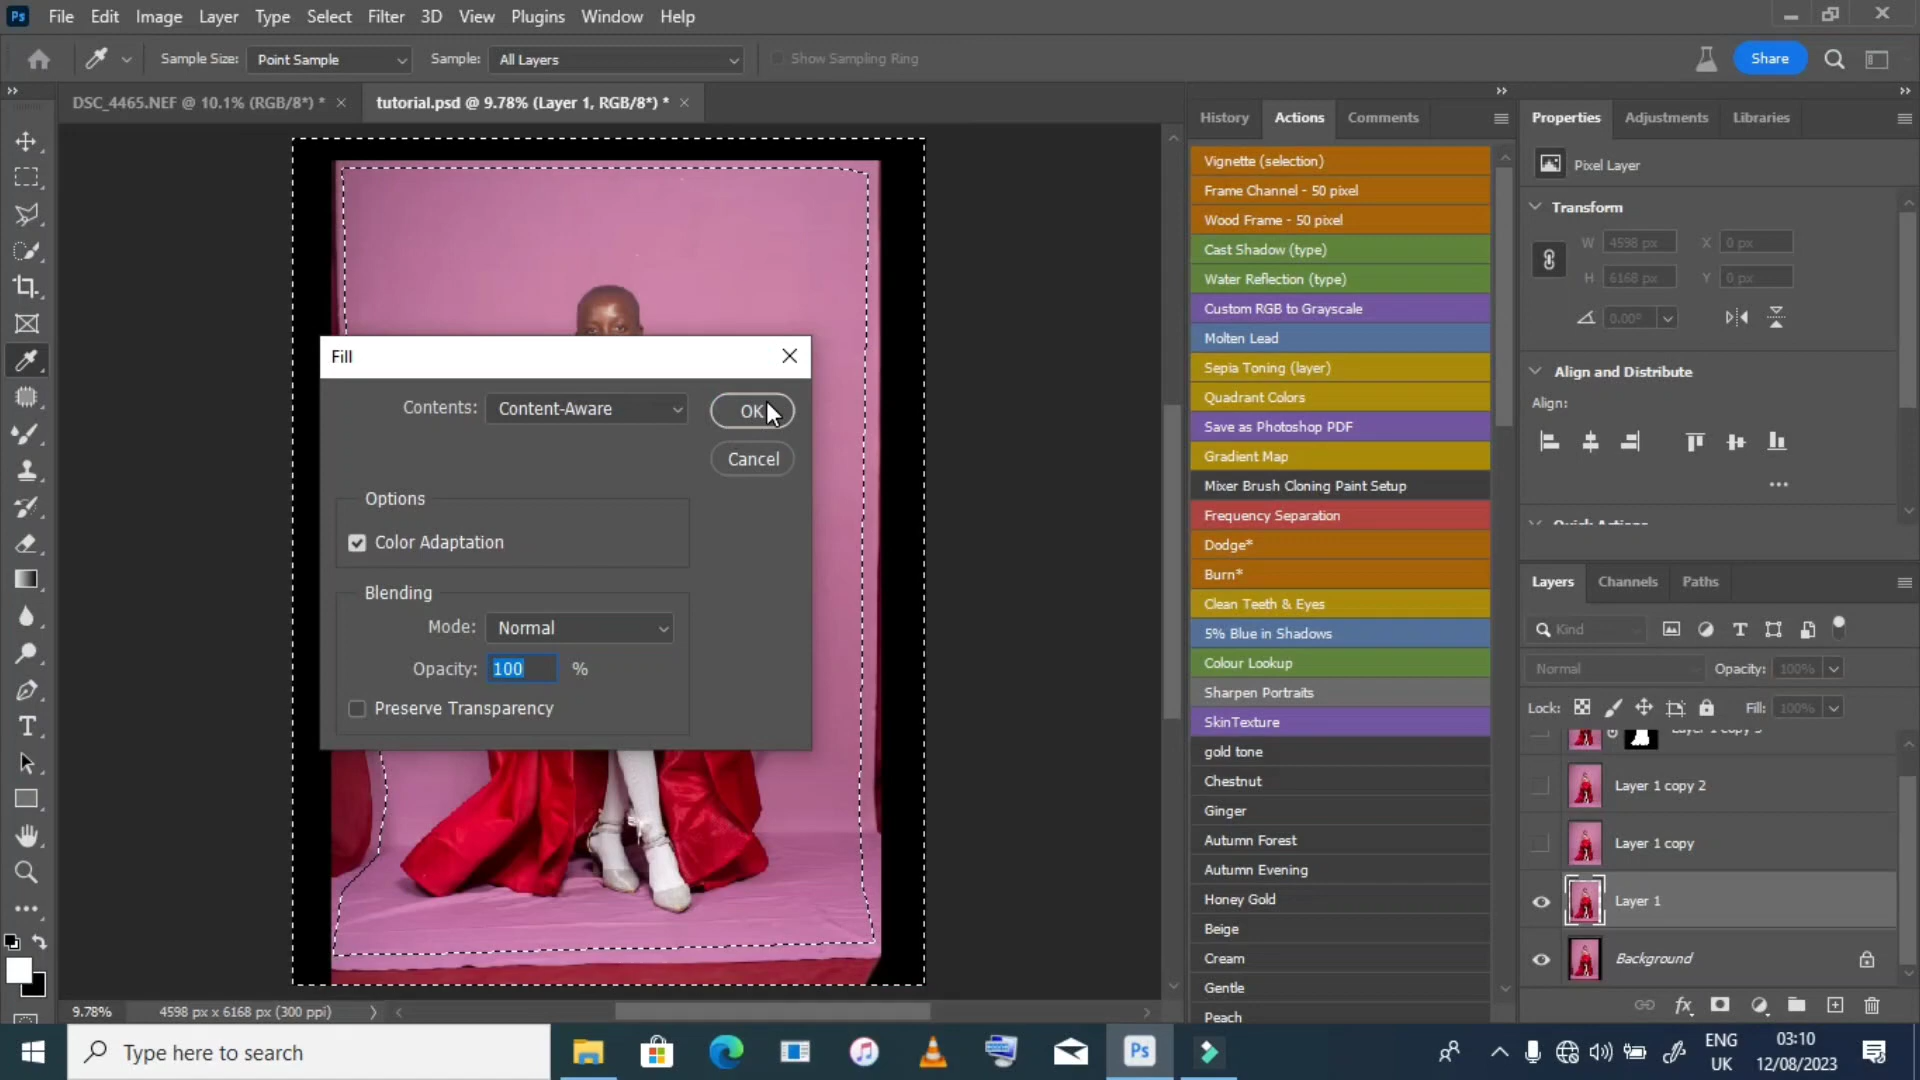 Ps File Edit Image Layer Type Select Filter 3D View Plugins Window Help
Sample Size: Point Sample Sample: All Layers Show Sampling Ring Share
DSC_4465.NEF @ 10.1% (RGB/8*) * × tutorial.psd @ 9.78% (Layer 1, RGB/8*) * ×
History Actions Comments
Vignette (selection)
Frame Channel - 50 pixel
Wood Frame - 50 pixel
Cast Shadow (type)
Water Reflection (type)
Custom RGB to Grayscale
Molten Lead
Sepia Toning (layer)
Quadrant Colors
Save as Photoshop PDF
Gradient Map
Mixer Brush Cloning Paint Setup
Frequency Separation
Dodge*
Burn*
Clean Teeth & Eyes
5% Blue in Shadows
Colour Lookup
Sharpen Portraits
SkinTexture
gold tone
Chestnut
Ginger
Autumn Forest
Autumn Evening
Honey Gold
Beige
Cream
Gentle
Peach
Properties Adjustments Libraries
Pixel Layer
Transform
W 4598 px X 0 px
H 6168 px Y 0 px
0.00°
Align and Distribute
Align:
Quick Actions
Layers Channels Paths
Kind
Normal Opacity: 100%
Lock: Fill: 100%
Layer 1 copy 3
Layer 1 copy 2
Layer 1 copy
Layer 1
Background
Fill
Contents: Content-Aware
OK
Cancel
Options
Color Adaptation
Blending
Mode: Normal
Opacity: 100 %
Preserve Transparency
9.78% 4598 px x 6168 px (300 ppi)
Type here to search
Ps
ENG
UK
03:10
12/08/2023